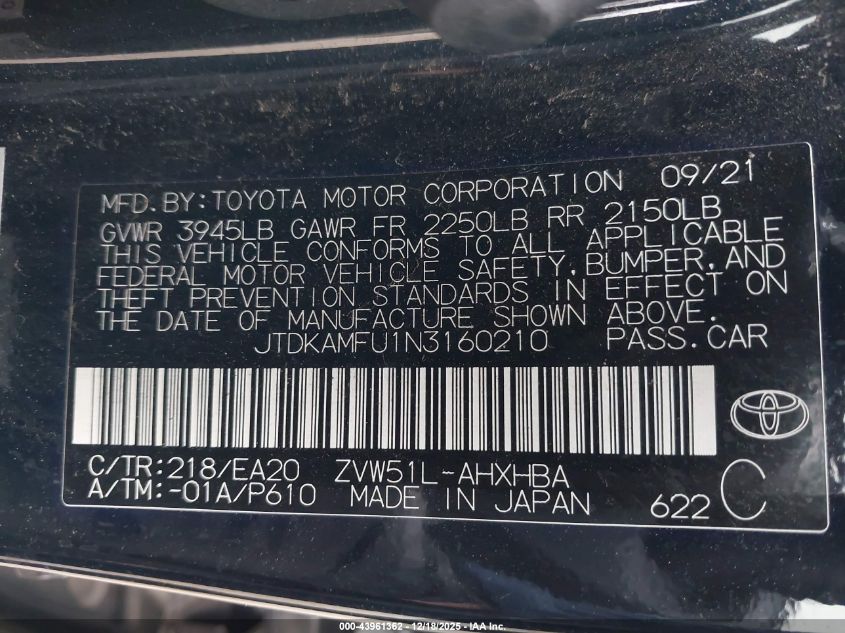 MFD.BY:TOYOTA MOTOR CORPORATION 09/21
GVWR 3945LB GAWR FR 2250LB RR 2150LB
THIS VEHICLE CONFORMS TO ALL APPLICABLE
FEDERAL MOTOR VEHICLE SAFETY,BUMPER,AND
THEFT PREVENTION STANDARDS IN EFFECT ON
THE DATE OF MANUFACTURE SHOWN ABOVE.
JTDKAMFU1N3160210 PASS.CAR
C/TR:218/EA20 ZVW51L-AHXHBA
A/TM:-01A/P610 MADE IN JAPAN 622 C
000-43961362 - 12/18/2025 - IAA Inc.